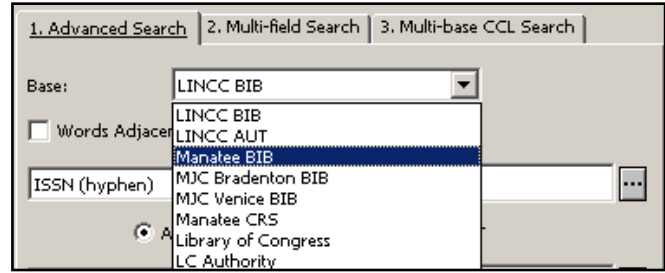 1. Advanced Search 2. Multi-field Search 3. Multi-base CCL Search
Base: LINCC BIB
LINCC BIB
Words Adjacen LINCC AUT
Manatee BIB
ISSN (hyphen) MJC Bradenton BIB
MJC Venice BIB
Manatee CRS
A Library of Congress
LC Authority